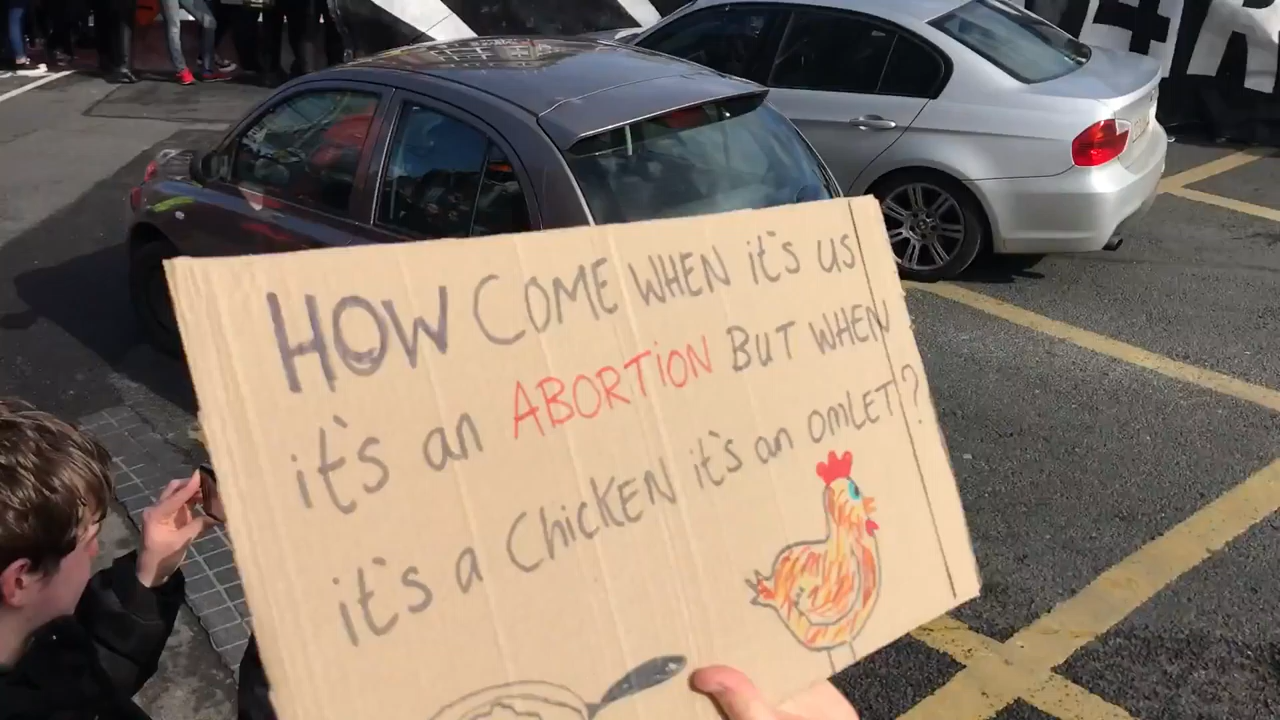 HOW COME WHEN it's us
it's an ABORTION BUT WHEN
it's a ChicKEN it's an OMLET?